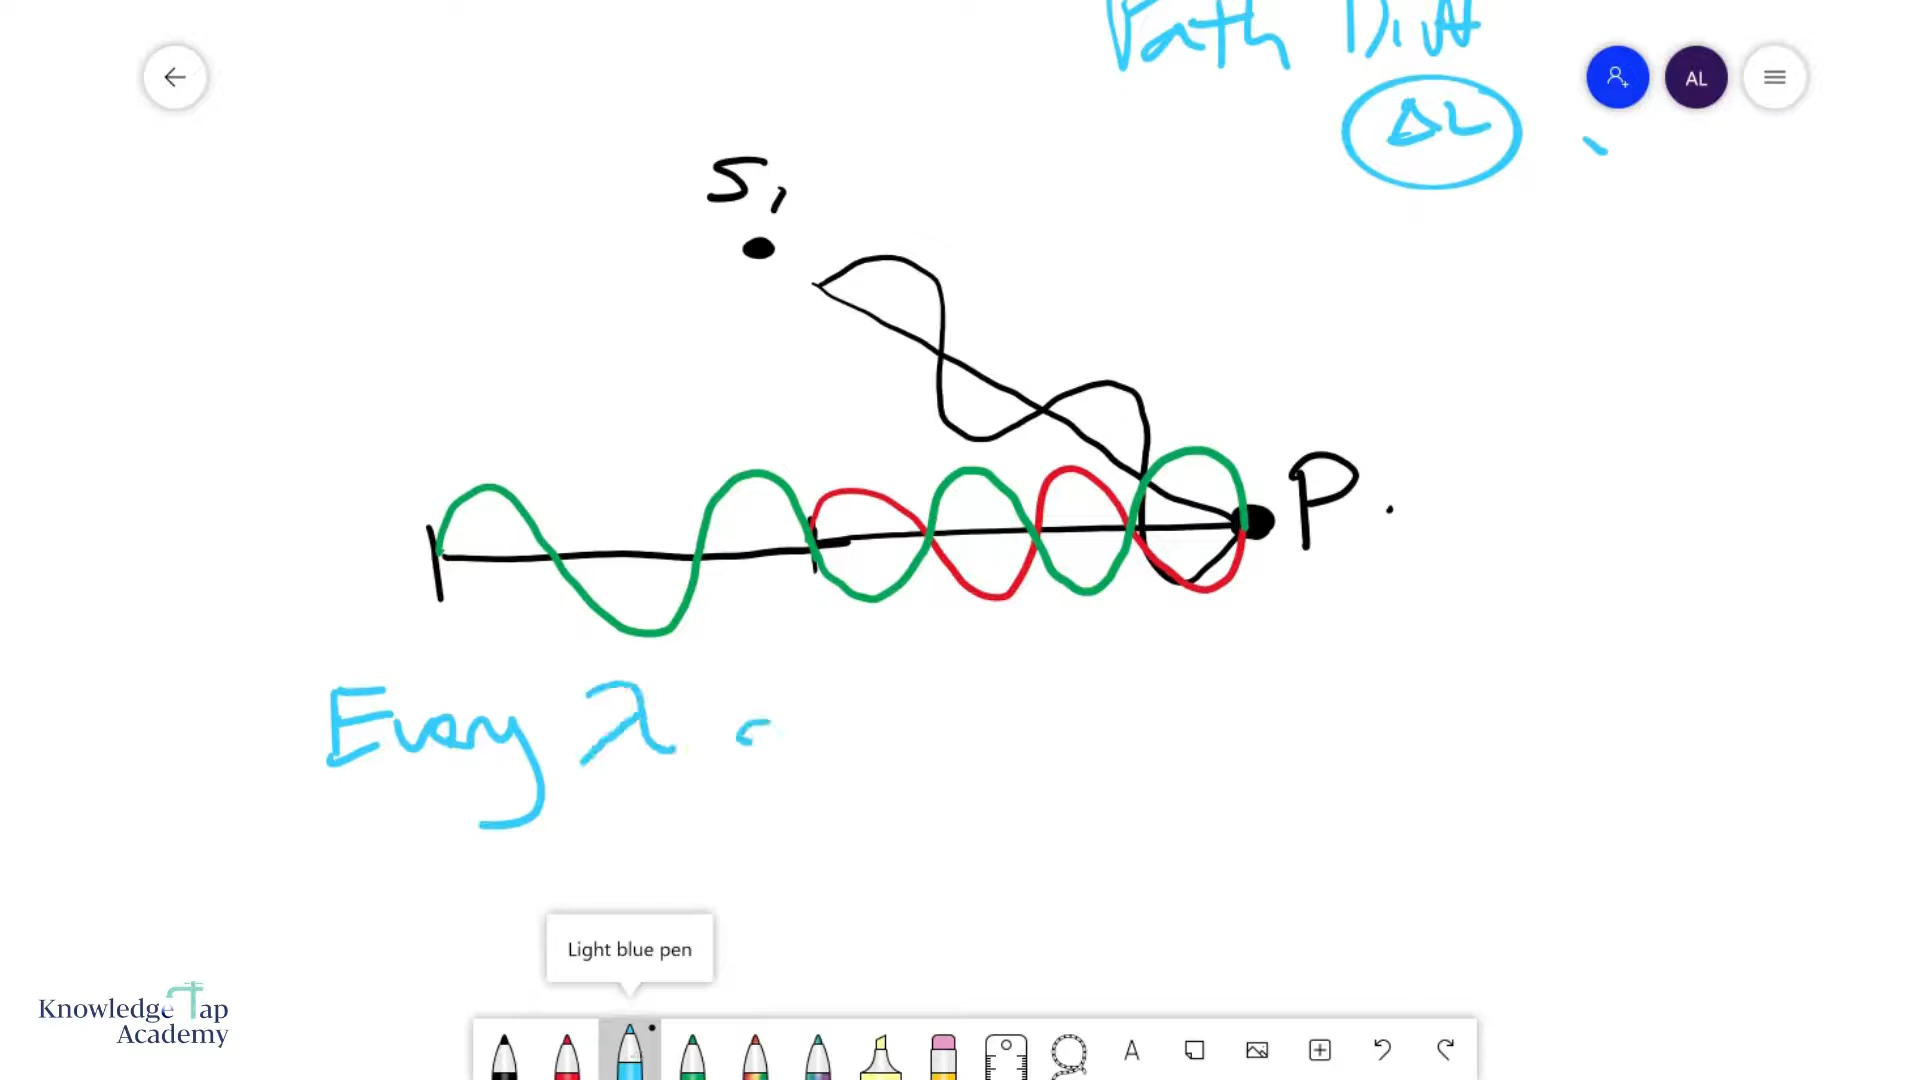 Path Diff
AL
ΔL
S1
P.
Every λ
Light blue pen
Knowledge Tap
Academy
A